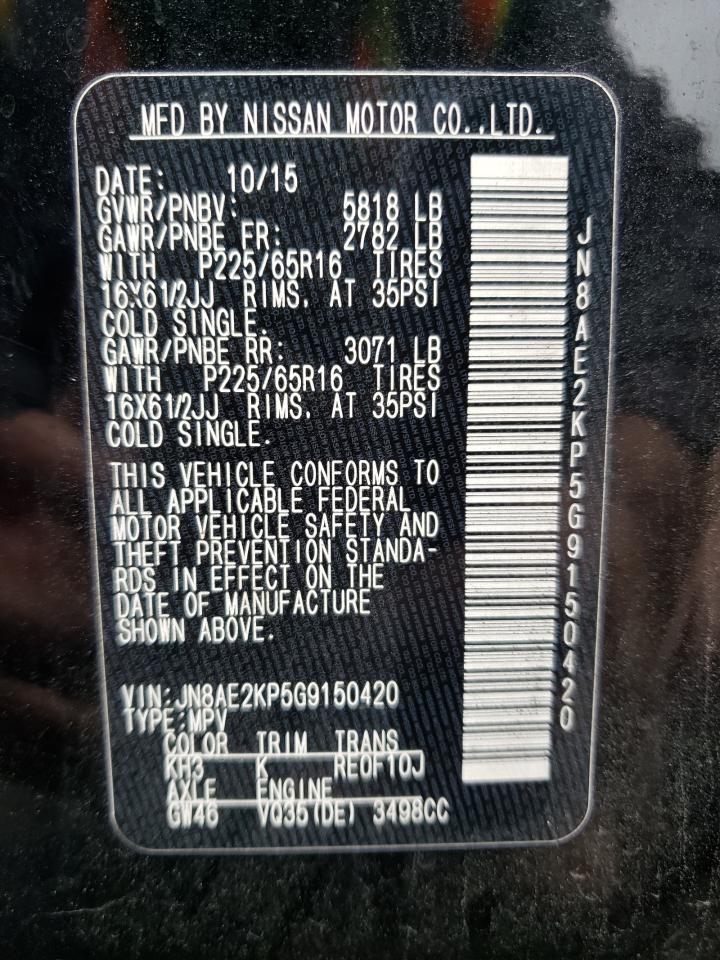 MFD BY NISSAN MOTOR CO.,LTD.
DATE: 10/15
GVWR/PNBV: 5818 LB
GAWR/PNBE FR: 2782 LB
WITH P225/65R16 TIRES
16X61/2JJ RIMS. AT 35PSI
COLD SINGLE.
GAWR/PNBE RR: 3071 LB
WITH P225/65R16 TIRES
16X61/2JJ RIMS. AT 35PSI
COLD SINGLE.
THIS VEHICLE CONFORMS TO
ALL APPLICABLE FEDERAL
MOTOR VEHICLE SAFETY AND
THEFT PREVENTION STANDA-
RDS IN EFFECT ON THE
DATE OF MANUFACTURE
SHOWN ABOVE.
VIN:JN8AE2KP5G9150420
TYPE:MPV
COLOR TRIM TRANS
KH3 K RE0F10J
AXLE ENGINE
GW46 VQ35(DE) 3498CC
JN8AE2KP5G9150420